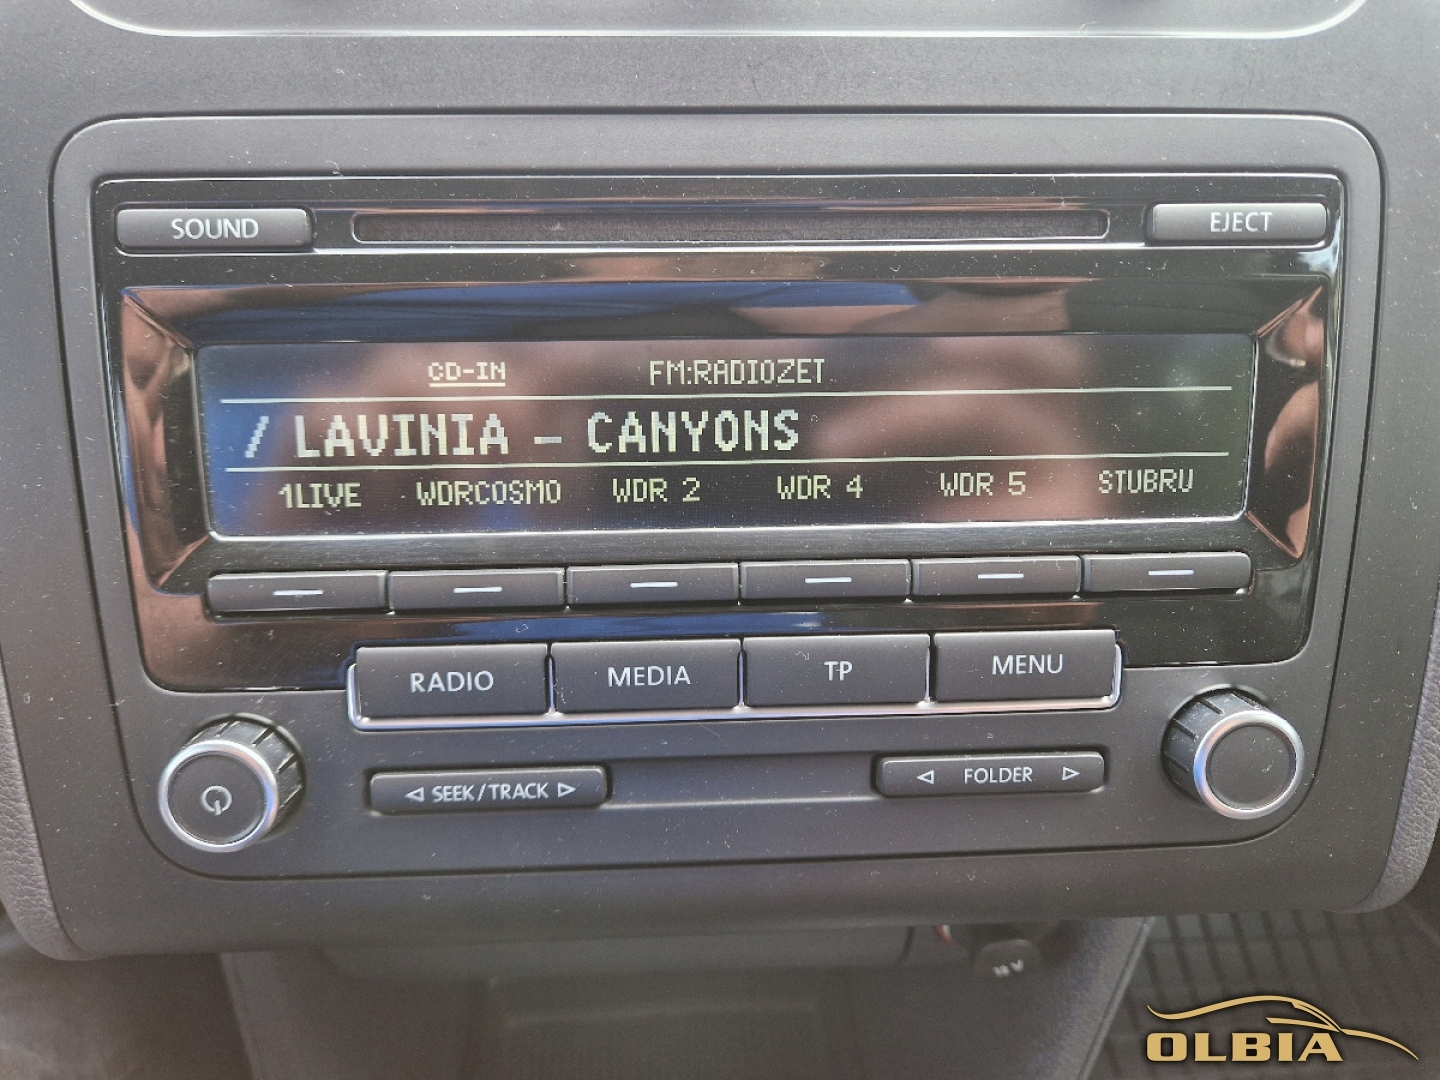 SOUND
EJECT
CD-IN FM:RADIOZET
/ LAVINIA - CANYONS
1LIVE WDRCOSMO WDR 2 WDR 4 WDR 5 STUBRU
RADIO MEDIA TP MENU
SEEK/TRACK
FOLDER
12 V
OLBIA